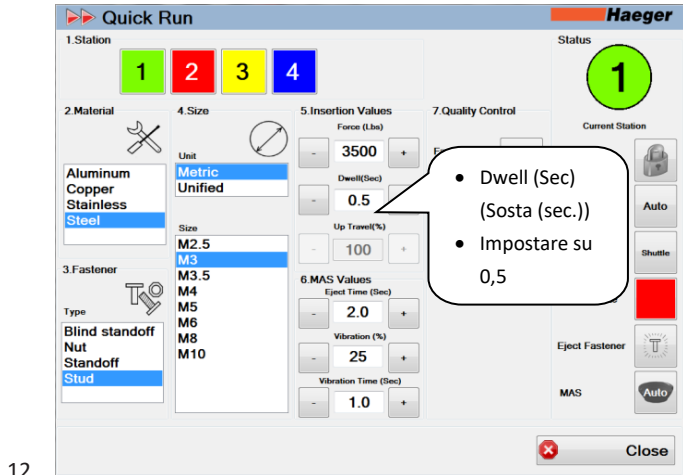 Quick Run
Haeger
1.Station
1
2
3
4
Status
1
Current Station
2.Material
Aluminum
Copper
Stainless
Steel
3.Fastener
Type
Blind standoff
Nut
Standoff
Stud
4.Size
Unit
Metric
Unified
Size
M2.5
M3
M3.5
M4
M5
M6
M8
M10
5.Insertion Values
Force (Lbs)
- 3500 +
Dwell(Sec)
- 0.5
Up Travel(%)
- 100 +
6.MAS Values
Eject Time (Sec)
- 2.0 +
Vibration (%)
- 25 +
Vibration Time (Sec)
- 1.0 +
7.Quality Control
• Dwell (Sec)
(Sosta (sec.))
• Impostare su
0,5
Auto
Shuttle
Eject Fastener
T
MAS
Auto
Close
12